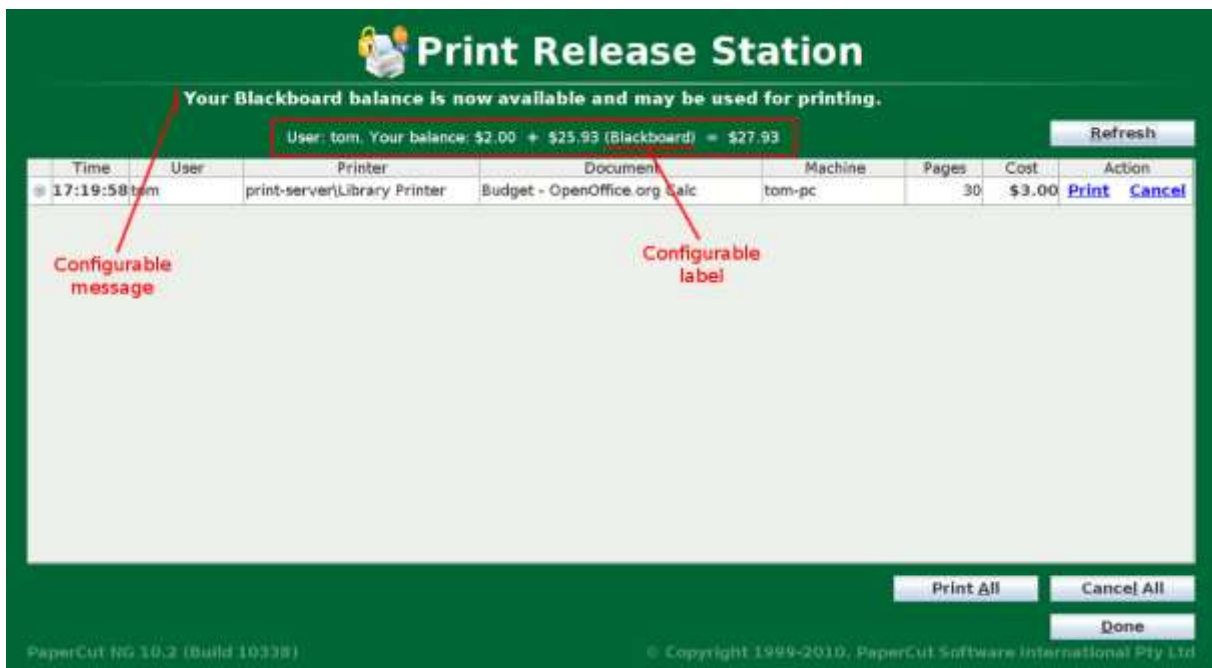 Print Release Station
Your Blackboard balance is now available and may be used for printing.
User: tom. Your balance: $2.00 + $25.93 (Blackboard) = $27.93
Refresh
Time User Printer Document Machine Pages Cost Action
17:19:58 tom print-server\Library Printer Budget - OpenOffice.org Calc tom-pc 30 $3.00 Print Cancel
Configurable
message
Configurable
label
Print All Cancel All
Done
PaperCut NG 10.2 (Build 10338) © Copyright 1999-2010, PaperCut Software International Pty Ltd